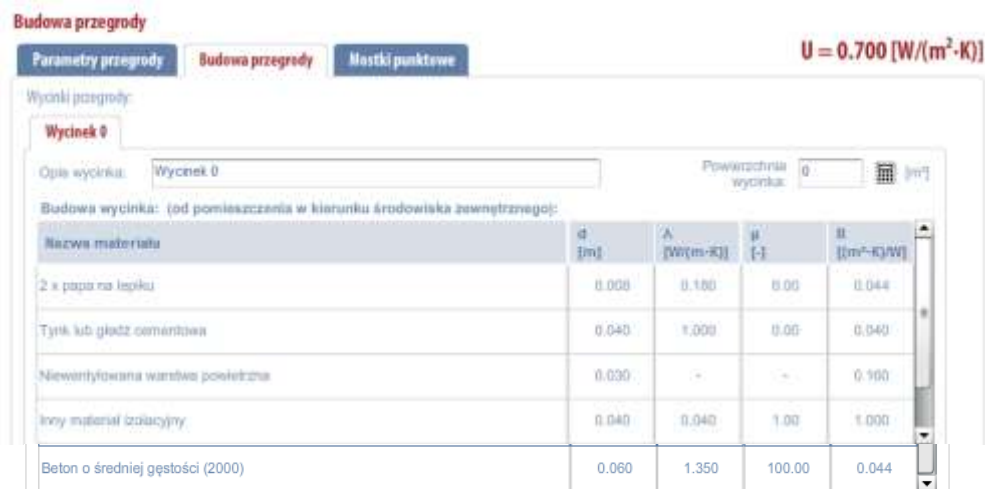 Budowa przegrody
Parametry przegrody Budowa przegrody Mostki punktowe U = 0.700 [W/(m²·K)]
Wycinki przegrody:
Wycinek 0
Opis wycinka: Wycinek 0 Powierzchnia wycinka: 0 [m²]
Budowa wycinka: (od pomieszczenia w kierunku środowiska zewnętrznego):
Nazwa materiału d [m] Λ [W/(m·K)] μ [-] R [(m²·K)/W]
2 x papa na lepiku 0.008 0.180 0.00 0.044
Tynk lub gładź cementowa 0.040 1.000 0.00 0.040
Niewentylowana warstwa powietrzna 0.030 - - 0.160
Inny materiał izolacyjny 0.040 0.040 1.00 1.000
Beton o średniej gęstości (2000) 0.060 1.350 100.00 0.044